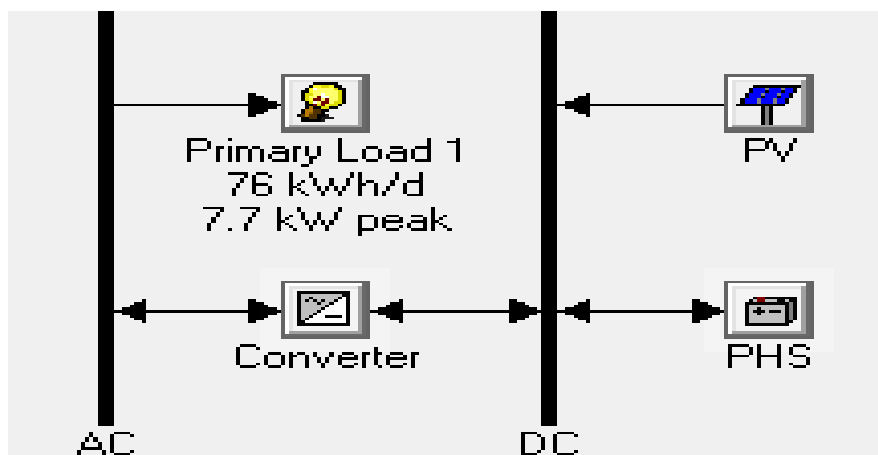 Primary Load 1
76 kWh/d
7.7 kW peak
PV
Converter
PHS
AC
DC